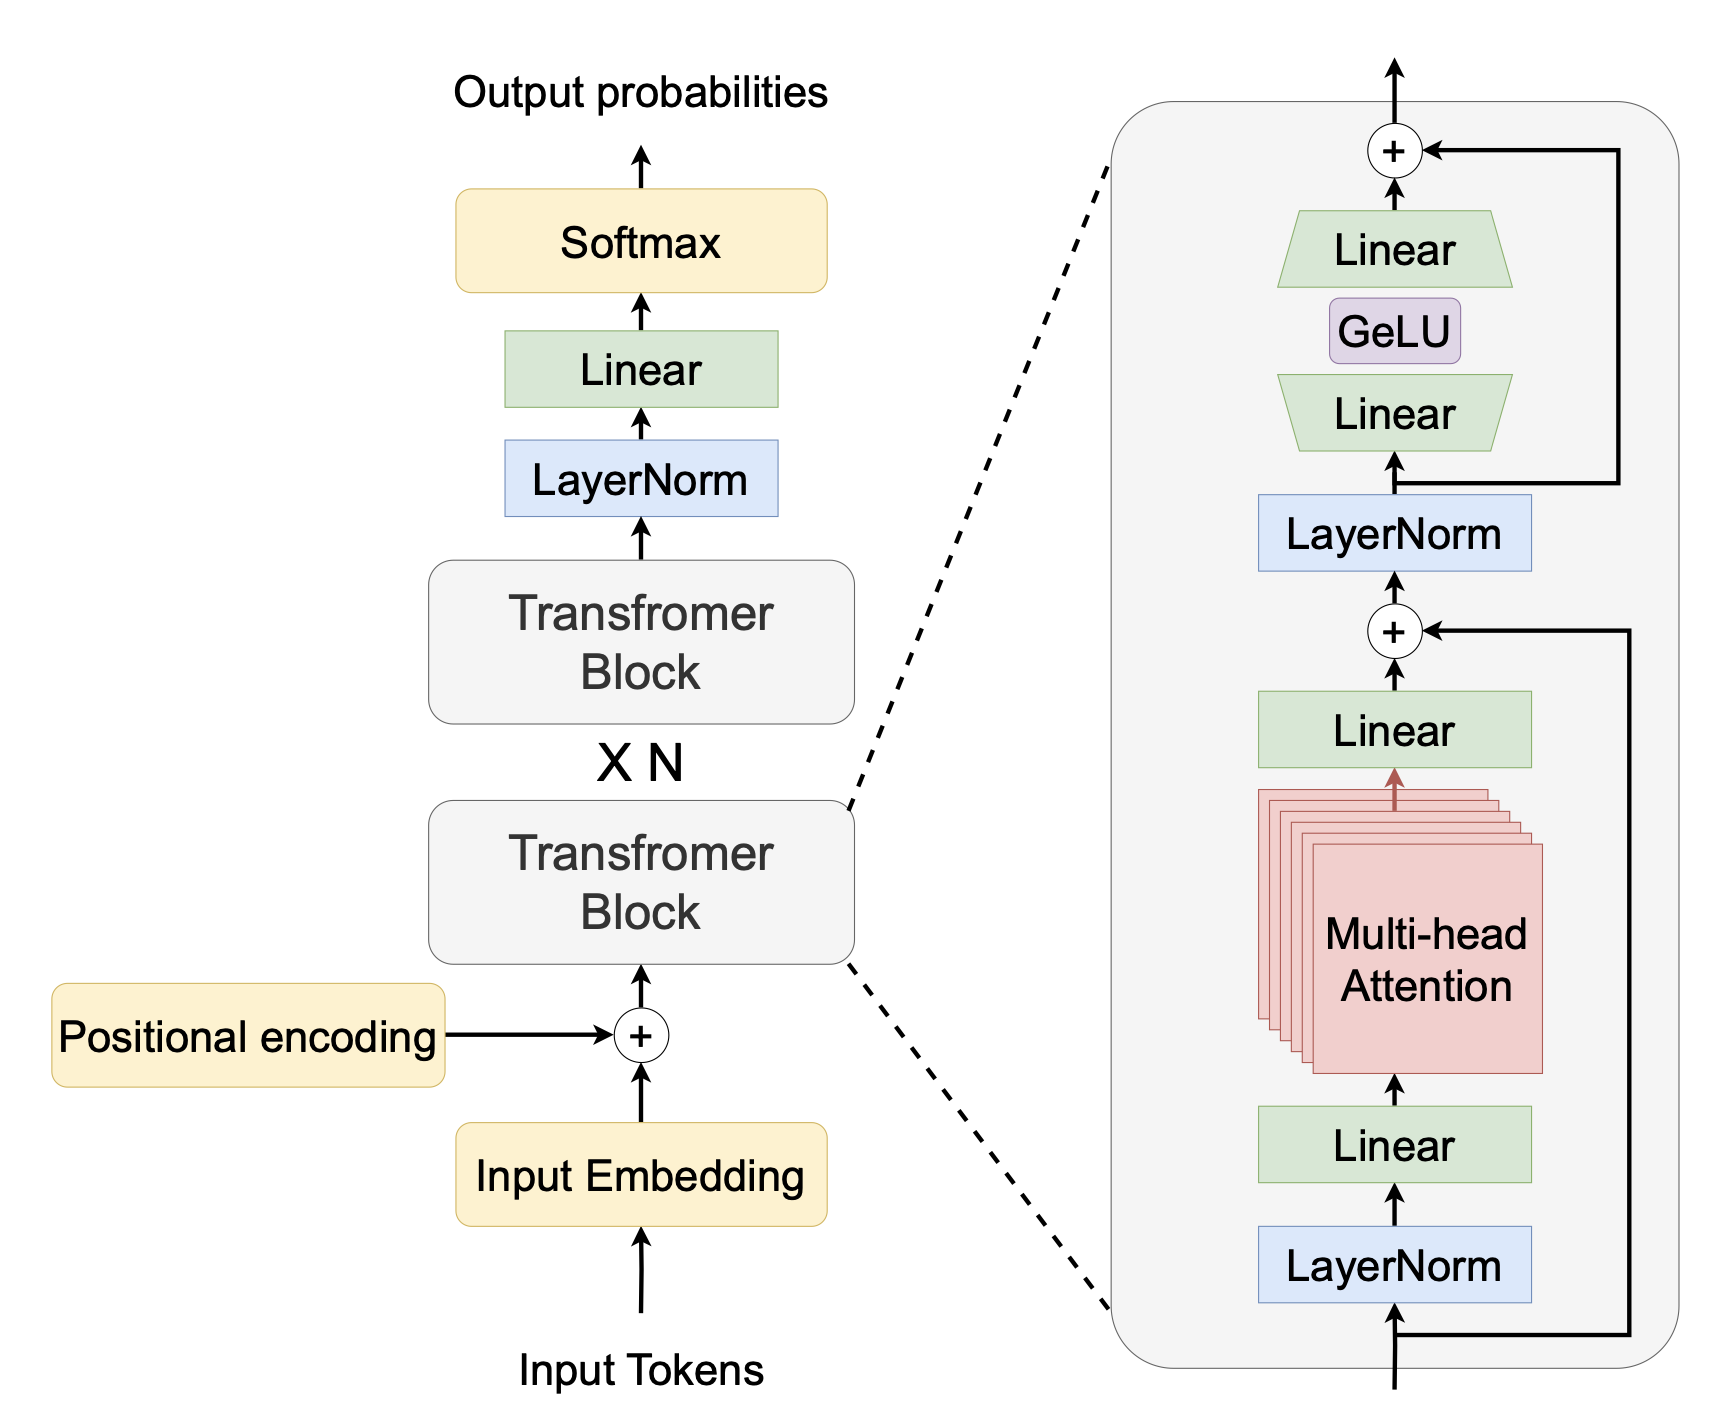 Output probabilities
Softmax
Linear
LayerNorm
Transfromer
Block
X N
Transfromer
Block
Positional encoding
+
Input Embedding
Input Tokens
+
Linear
GeLU
Linear
LayerNorm
+
Linear
Multi-head
Attention
Linear
LayerNorm